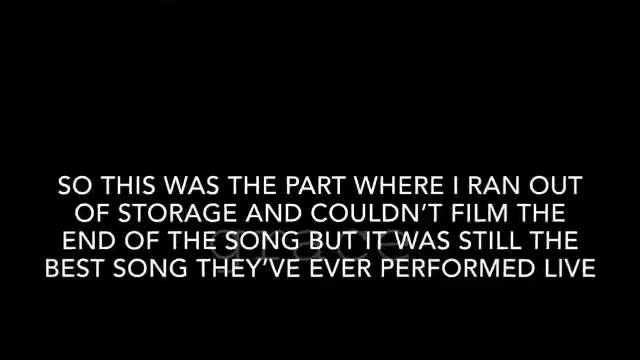 SO THIS WAS THE PART WHERE I RAN OUT
OF STORAGE AND COULDN'T FILM THE
END OF THE SONG BUT IT WAS STILL THE
BEST SONG THEY'VE EVER PERFORMED LIVE
grace